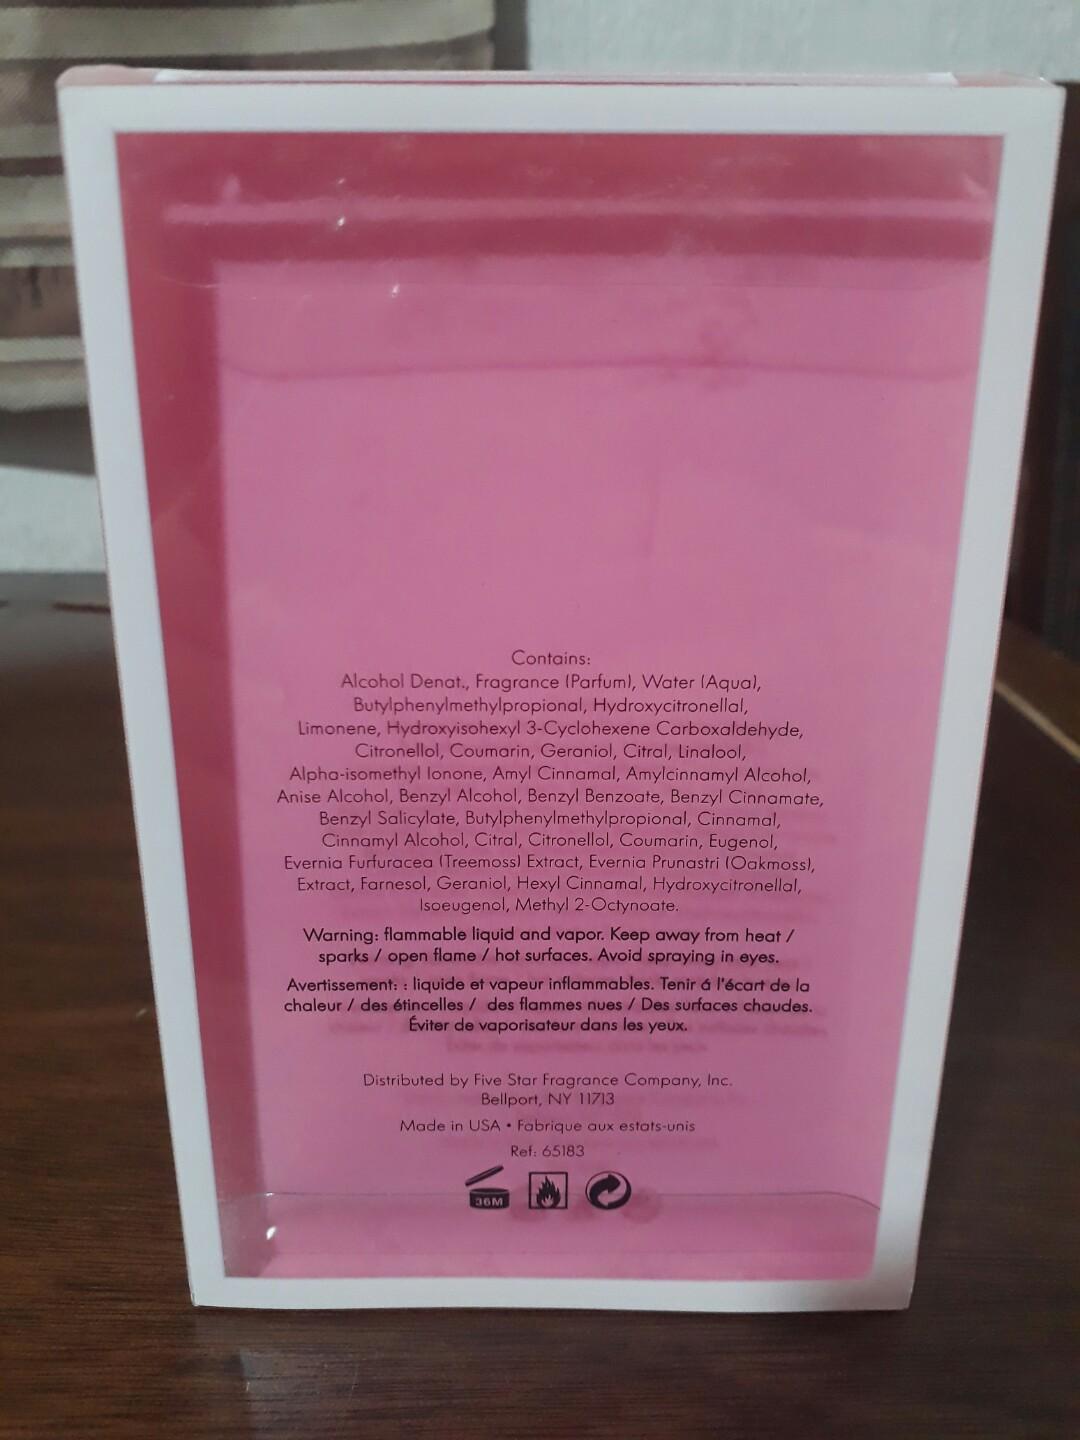 Contains:
Alcohol Denat., Fragrance (Parfum), Water (Aqua),
Butylphenylmethylpropional, Hydroxycitronellal,
Limonene, Hydroxyisohexyl 3-Cyclohexene Carboxaldehyde,
Citronellol, Coumarin, Geraniol, Citral, Linalool,
Alpha-isomethyl Ionone, Amyl Cinnamal, Amylcinnamyl Alcohol,
Anise Alcohol, Benzyl Alcohol, Benzyl Benzoate, Benzyl Cinnamate,
Benzyl Salicylate, Butylphenylmethylpropional, Cinnamal,
Cinnamyl Alcohol, Citral, Citronellol, Coumarin, Eugenol,
Evernia Furfuracea (Treemoss) Extract, Evernia Prunastri (Oakmoss),
Extract, Farnesol, Geraniol, Hexyl Cinnamal, Hydroxycitronellal,
Isoeugenol, Methyl 2-Octynoate.
Warning: flammable liquid and vapor. Keep away from heat /
sparks / open flame / hot surfaces. Avoid spraying in eyes.
Avertissement: : liquide et vapeur inflammables. Tenir á l'écart de la
chaleur / des étincelles / des flammes nues / Des surfaces chaudes.
Éviter de vaporisateur dans les yeux.
Distributed by Five Star Fragrance Company, Inc.
Bellport, NY 11713
Made in USA • Fabrique aux estats-unis
Ref: 65183
36M